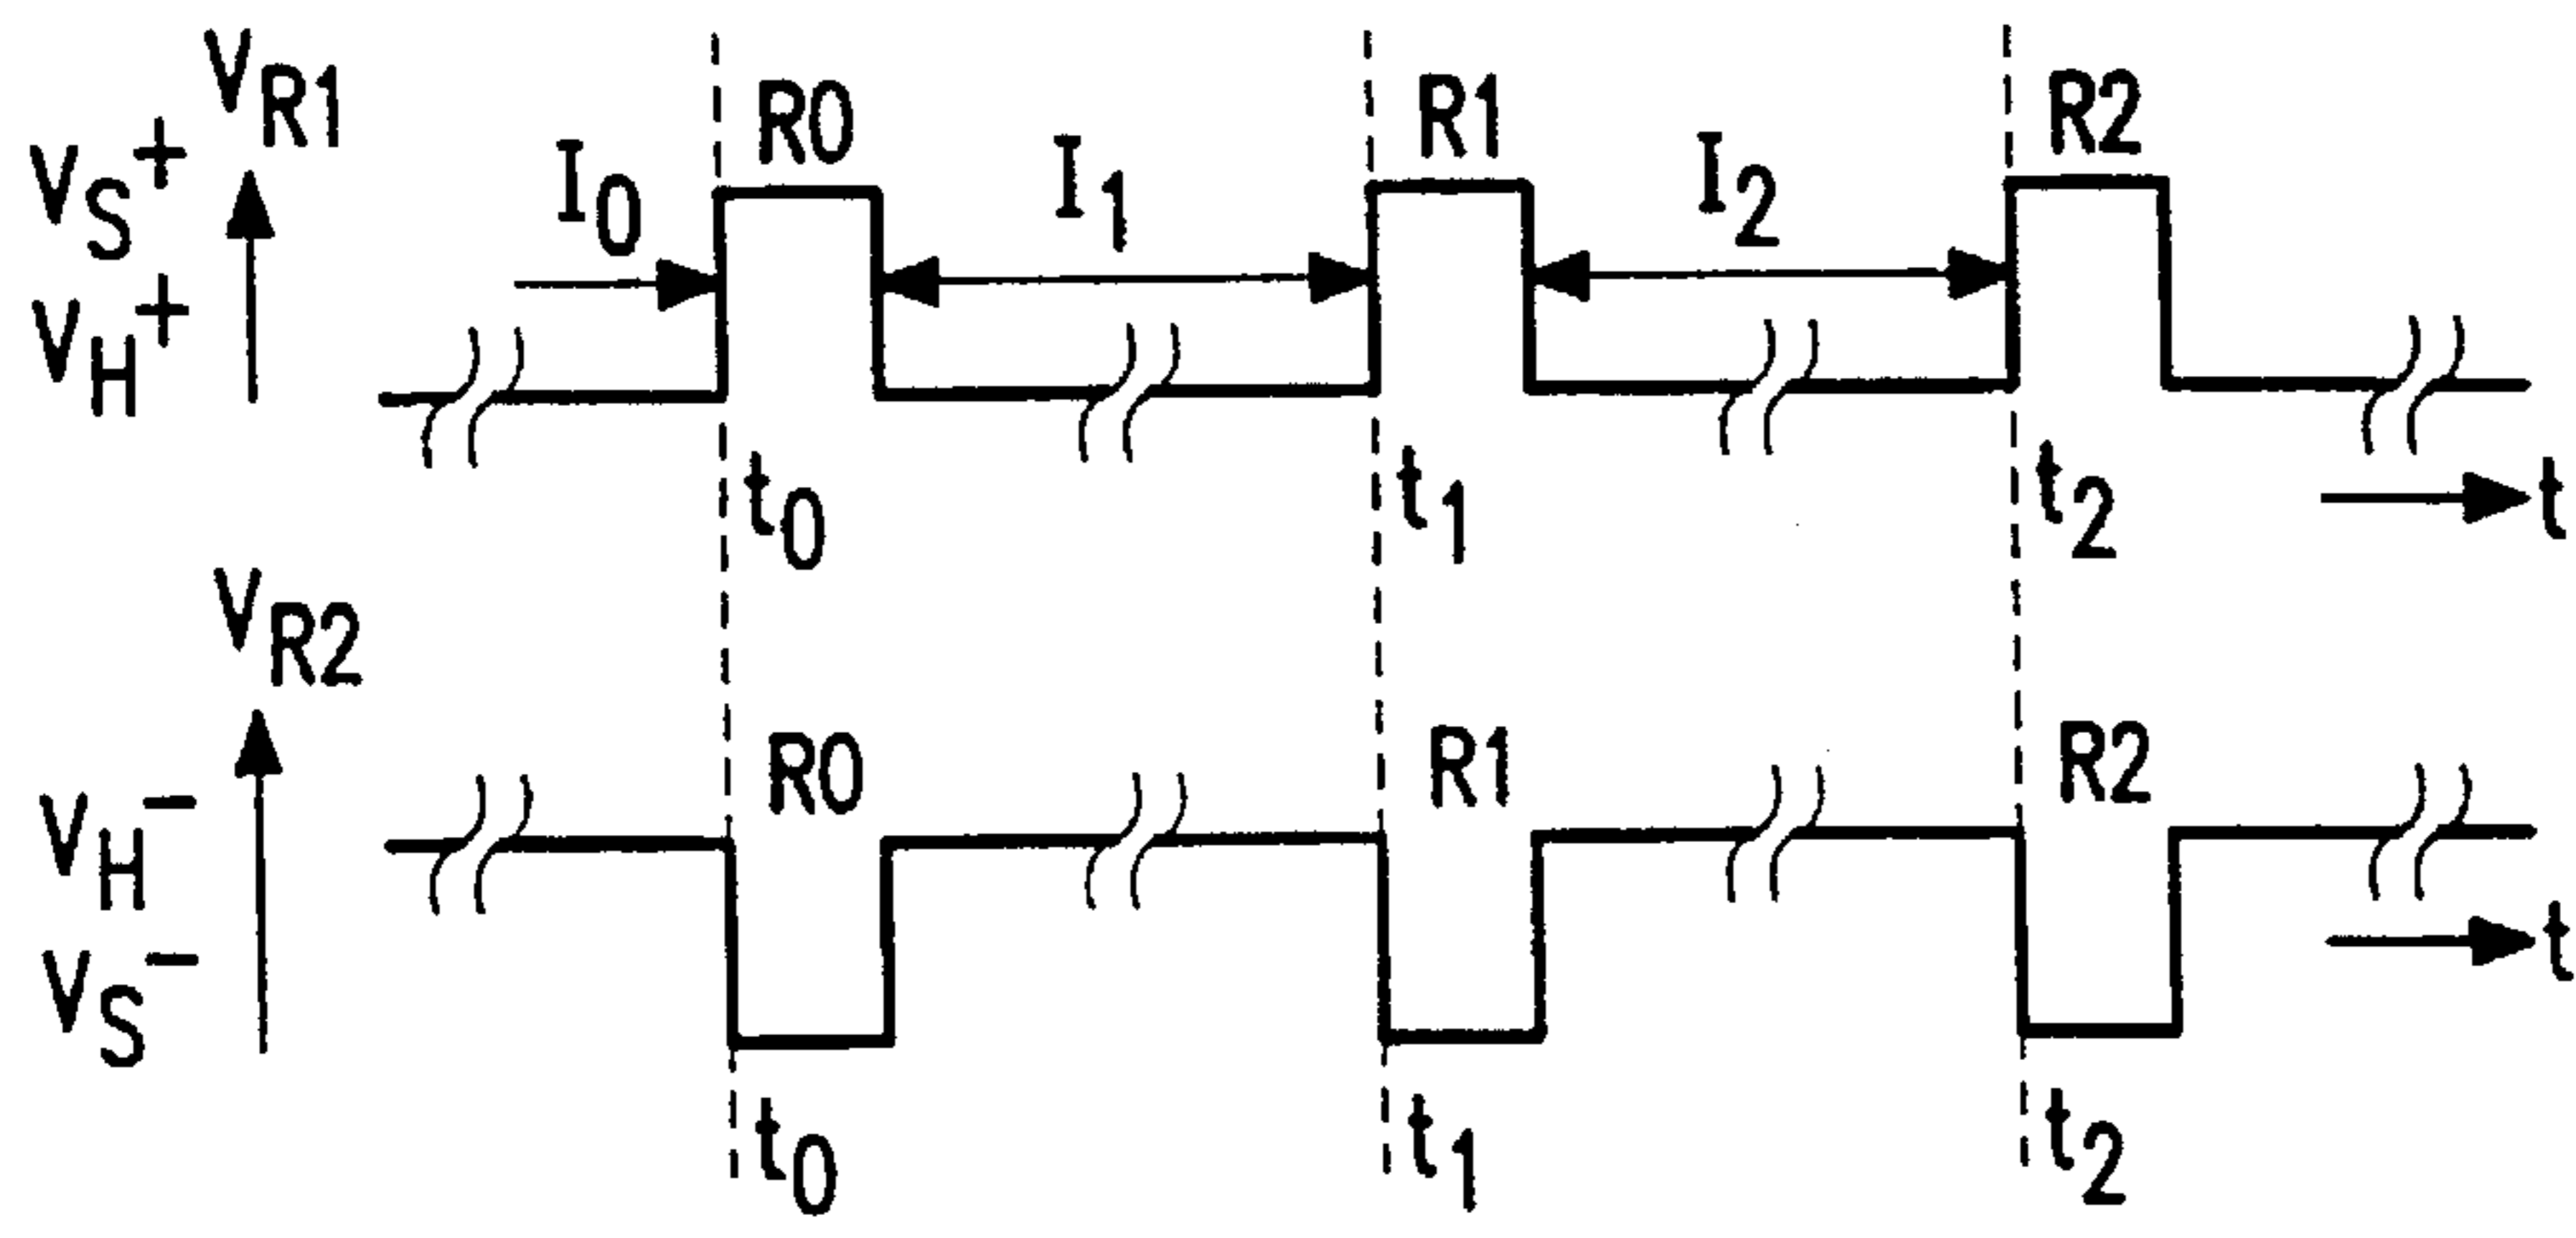 V_R1
V_S^+
V_H^+
I_0 R0 I_1 R1 I_2 R2
t_0 t_1 t_2 t
V_R2
V_H^-
V_S^-
R0 R1 R2
t
t_0 t_1 t_2